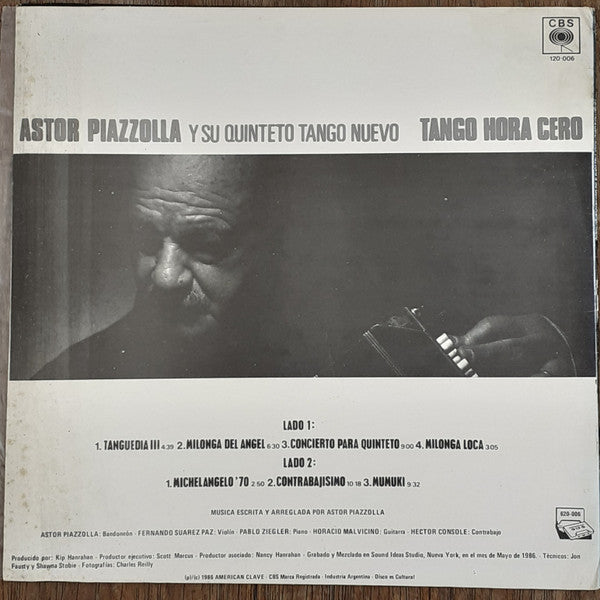 CBS
120-006
ASTOR PIAZZOLLA Y SU QUINTETO TANGO NUEVO TANGO HORA CERO
LADO 1:
1. TANGUEDIA III 4:39 2. MILONGA DEL ANGEL 6:30 3. CONCIERTO PARA QUINTETO 9:00 4. MILONGA LOCA 3:05
LADO 2:
1. MICHELANGELO '70 2:50 2. CONTRABAJISIMO 10:18 3. MUMUKI 9:32
MUSICA ESCRITA Y ARREGLADA POR ASTOR PIAZZOLLA
ASTOR PIAZZOLLA: Bandoneón · FERNANDO SUAREZ PAZ: Violín · PABLO ZIEGLER: Piano · HORACIO MALVICINO: Guitarra · HECTOR CONSOLE: Contrabajo
620-006
Producido por: Kip Hanrahan · Productor ejecutivo: Scott Marcus · Productor asociado: Nancy Hanrahan · Grabado y Mezclado en Sound Ideas Studio, Nueva York, en el mes de Mayo de 1986. · Técnicos: Jon
Fausty y Shawna Stobie · Fotografías: Charles Reilly
(p)/(c) 1986 AMERICAN CLAVE · CBS Marca Registrada · Industria Argentina · Disco es Cultural